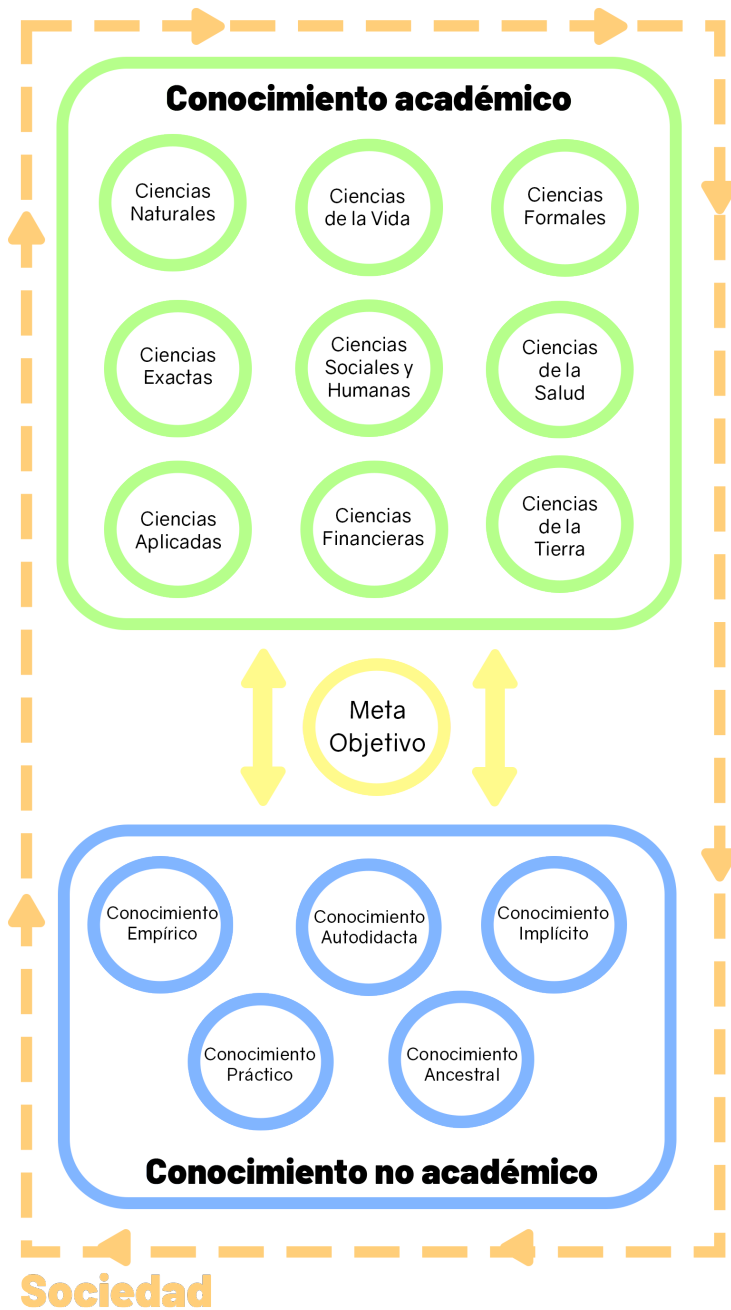 Conocimiento académico
Ciencias
Naturales
Ciencias
de la Vida
Ciencias
Formales
Ciencias
Exactas
Ciencias
Sociales y
Humanas
Ciencias
de la
Salud
Ciencias
Aplicadas
Ciencias
Financieras
Ciencias
de la
Tierra
Meta
Objetivo
Conocimiento
Empírico
Conocimiento
Autodidacta
Conocimiento
Implícito
Conocimiento
Práctico
Conocimiento
Ancestral
Conocimiento no académico
Sociedad